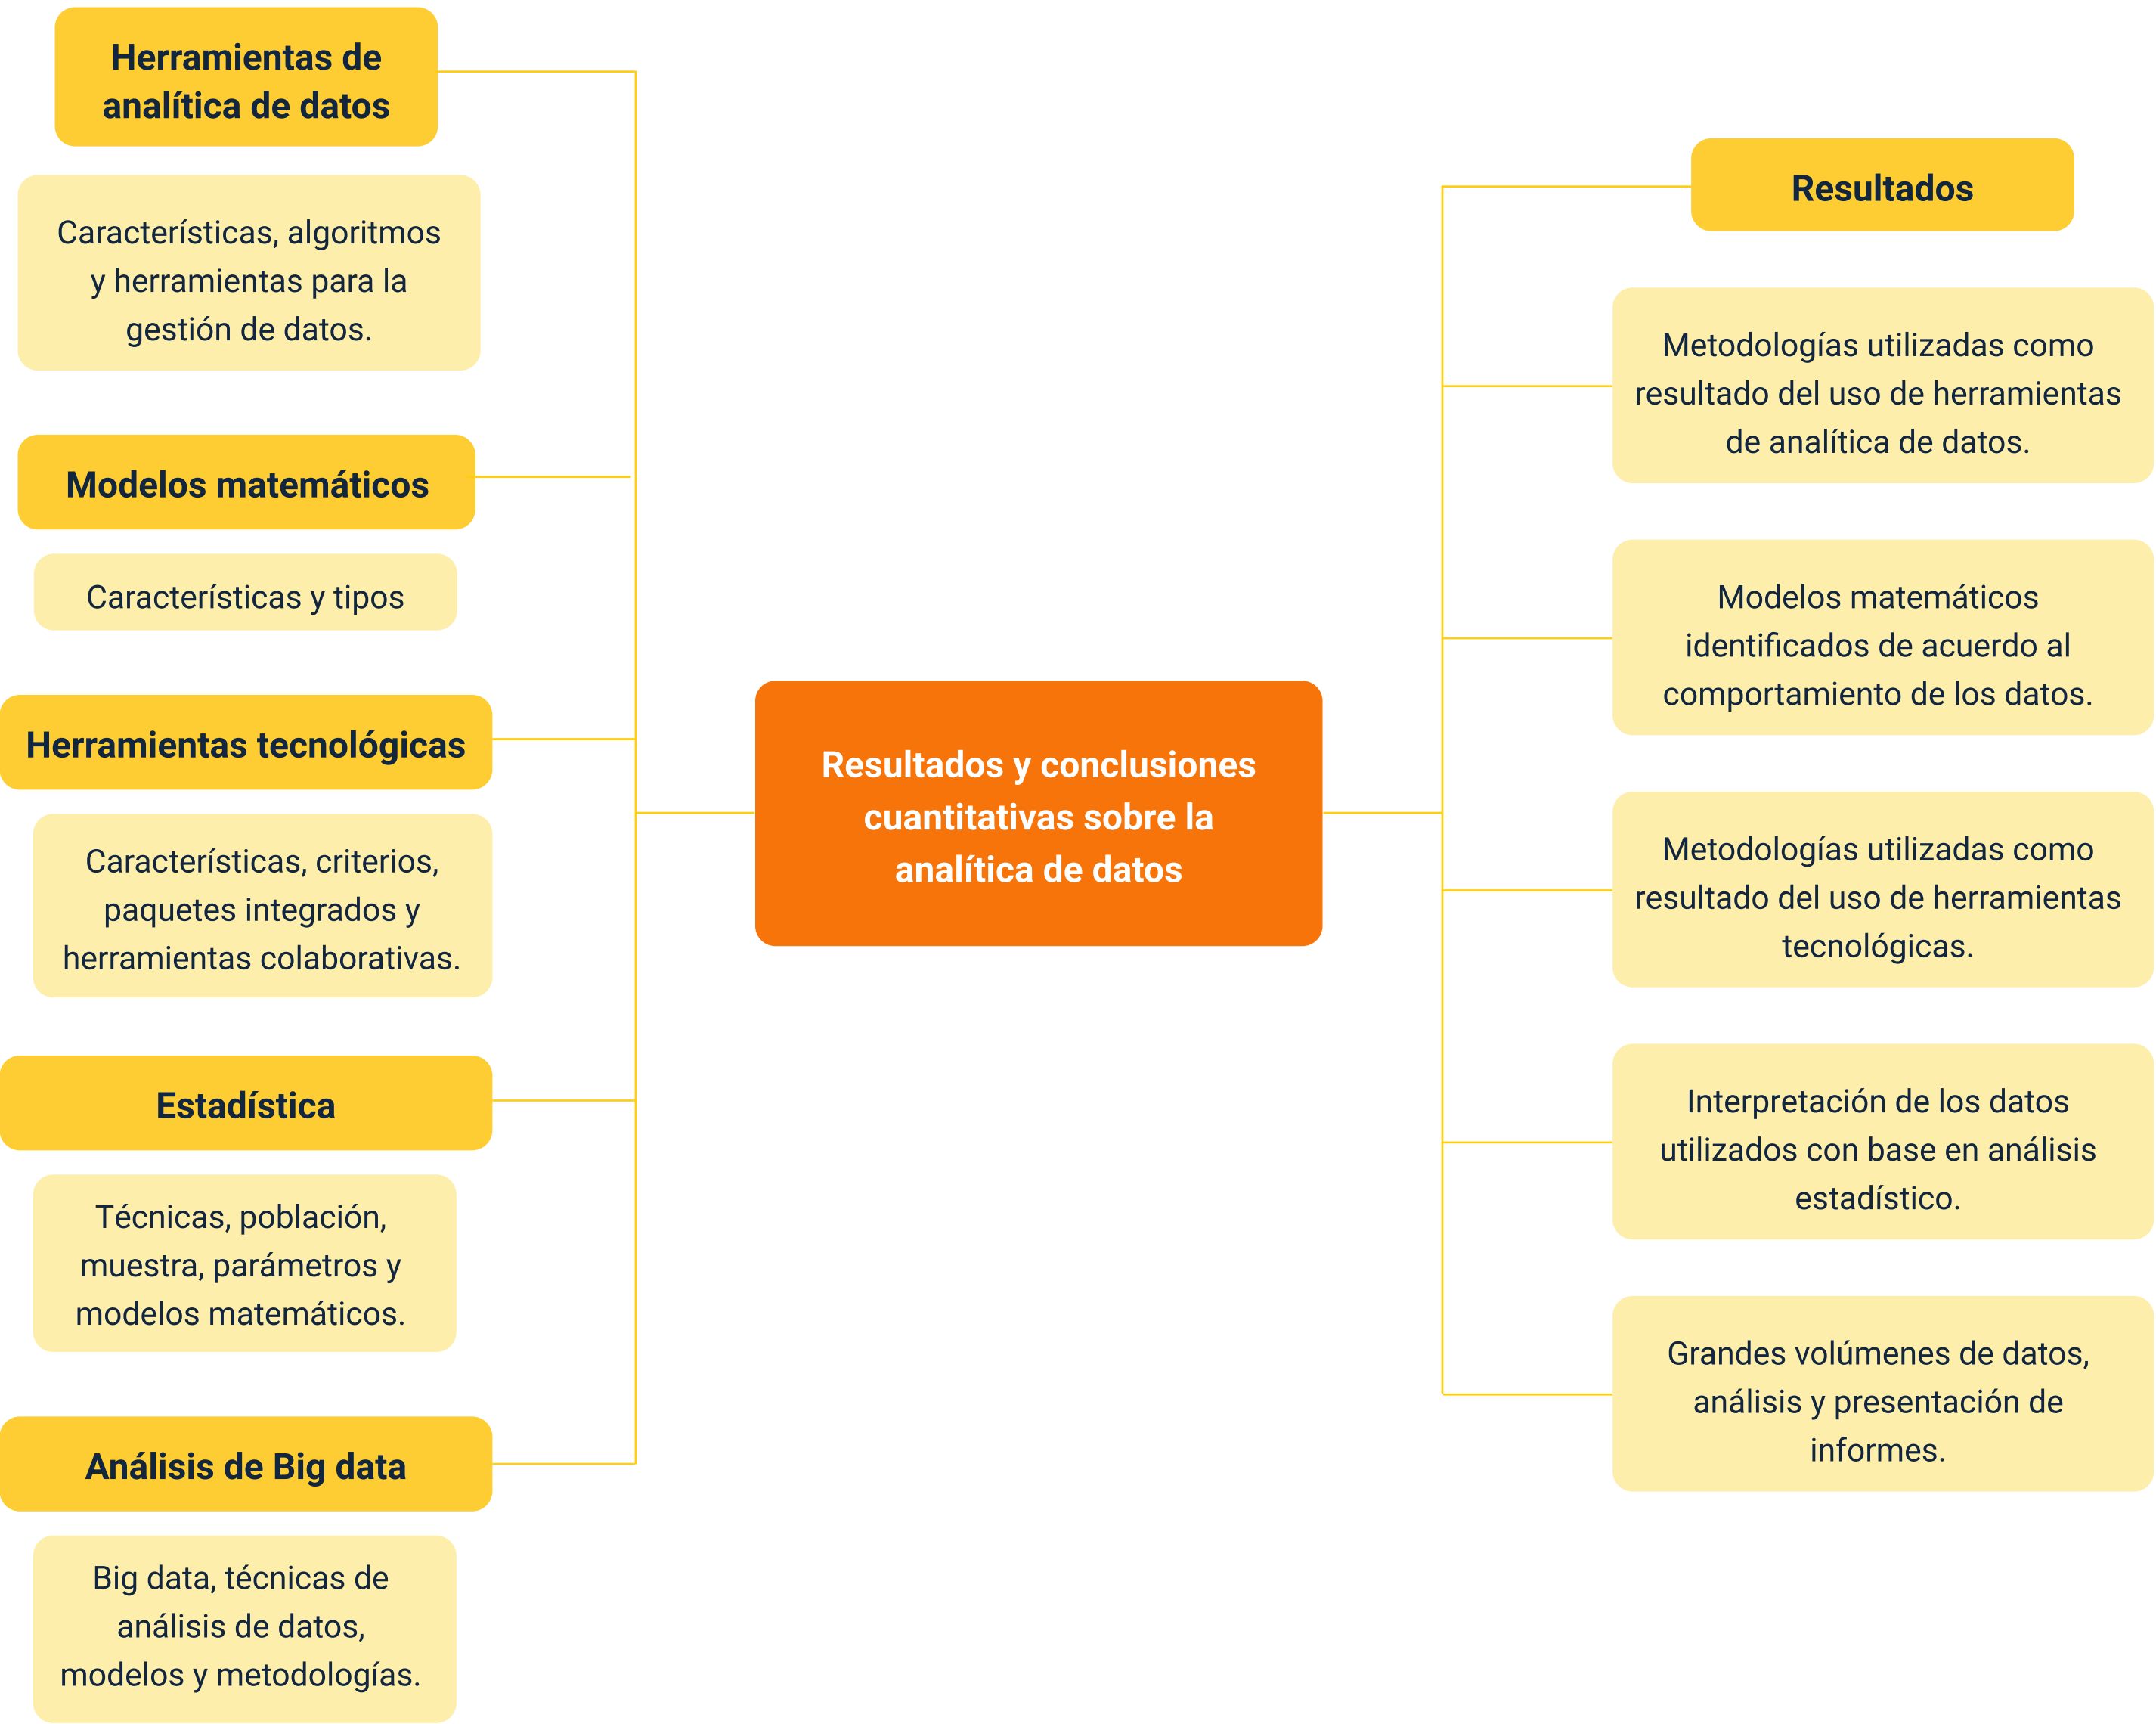 Herramientas de
analítica de datos
Características, algoritmos
y herramientas para la
gestión de datos.
Modelos matemáticos
Características y tipos
Herramientas tecnológicas
Características, criterios,
paquetes integrados y
herramientas colaborativas.
Estadística
Técnicas, población,
muestra, parámetros y
modelos matemáticos.
Análisis de Big data
Big data, técnicas de
análisis de datos,
modelos y metodologías.
Resultados y conclusiones
cuantitativas sobre la
analítica de datos
Resultados
Metodologías utilizadas como
resultado del uso de herramientas
de analítica de datos.
Modelos matemáticos
identificados de acuerdo al
comportamiento de los datos.
Metodologías utilizadas como
resultado del uso de herramientas
tecnológicas.
Interpretación de los datos
utilizados con base en análisis
estadístico.
Grandes volúmenes de datos,
análisis y presentación de
informes.